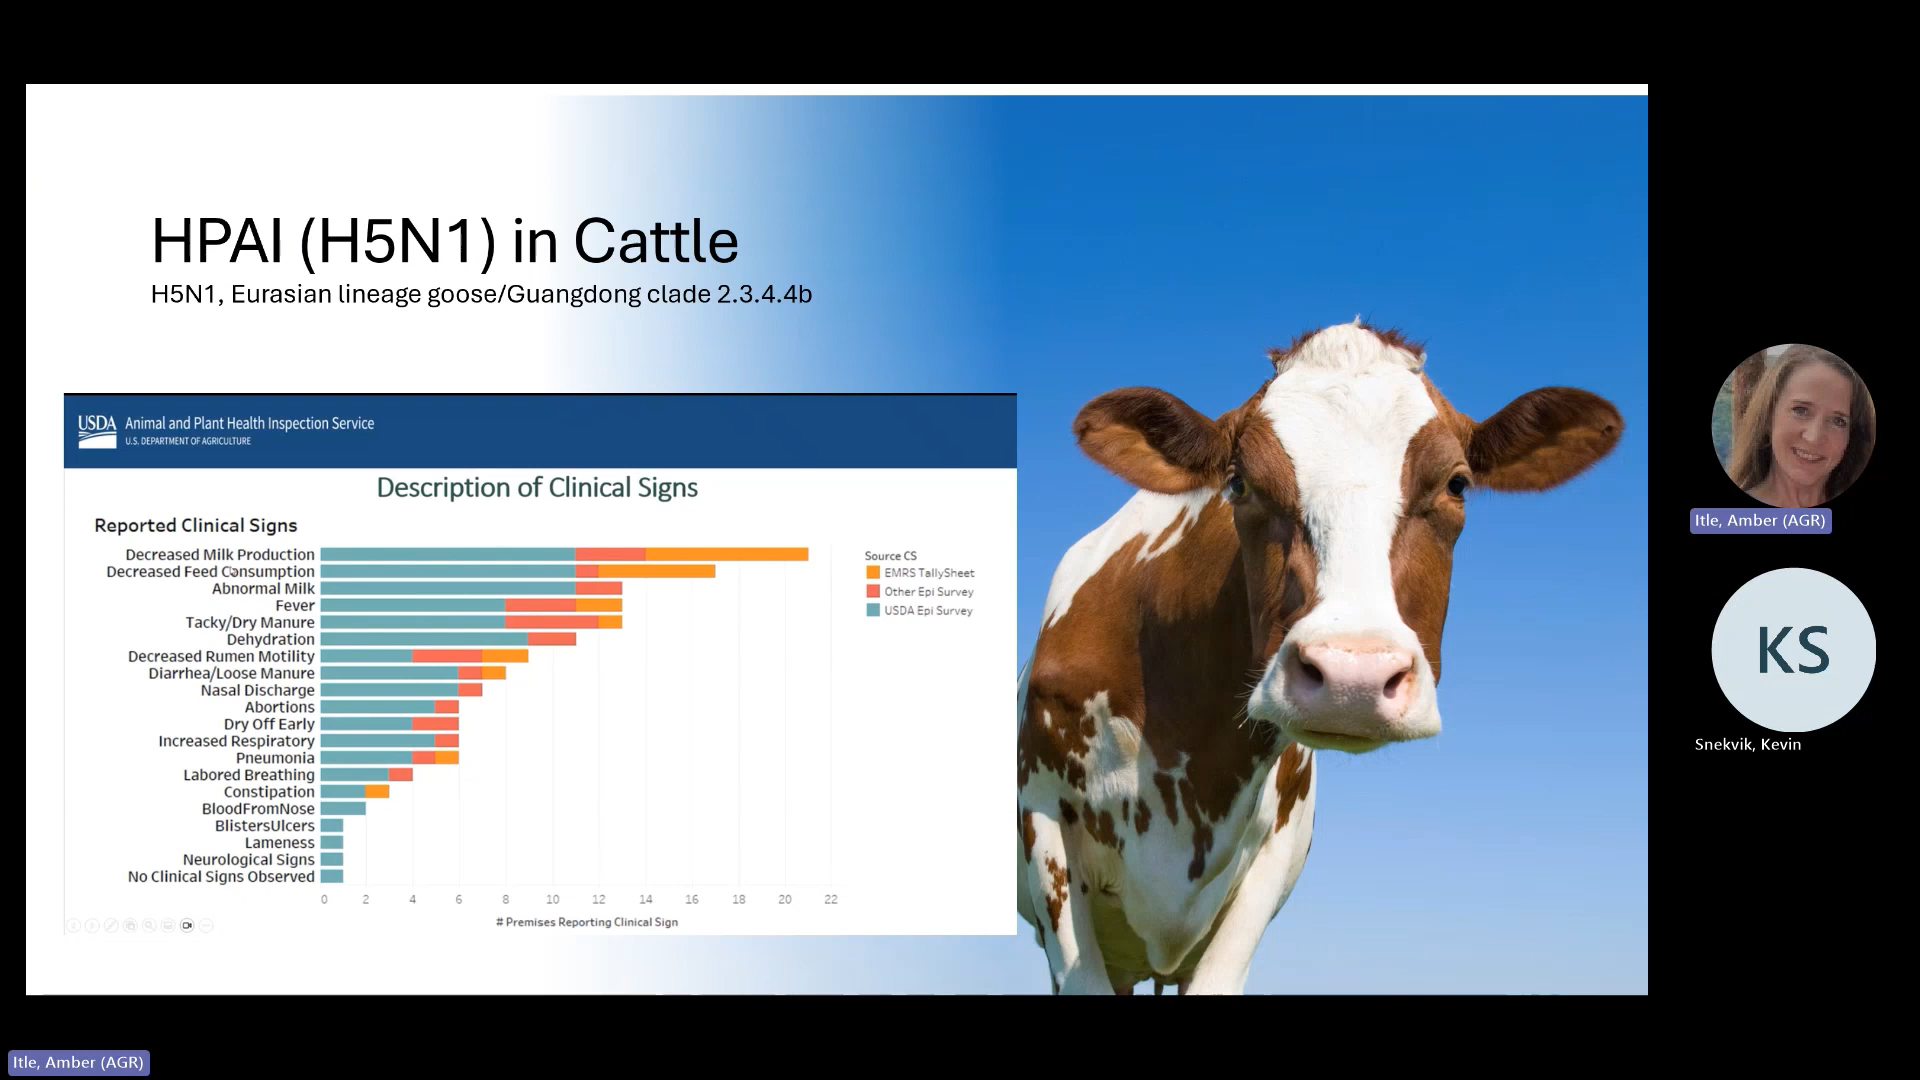 HPAI (H5N1) in Cattle
H5N1, Eurasian lineage goose/Guangdong clade 2.3.4.4b
USDA
Animal and Plant Health Inspection Service
U.S. DEPARTMENT OF AGRICULTURE
Description of Clinical Signs
Reported Clinical Signs
Decreased Milk Production
Decreased Feed Consumption
Abnormal Milk
Fever
Tacky/Dry Manure
Dehydration
Decreased Rumen Motility
Diarrhea/Loose Manure
Nasal Discharge
Abortions
Dry Off Early
Increased Respiratory
Pneumonia
Labored Breathing
Constipation
BloodFromNose
BlistersUlcers
Lameness
Neurological Signs
No Clinical Signs Observed
0 2 4 6 8 10 12 14 16 18 20 22
# Premises Reporting Clinical Sign
Source CS
EMRS TallySheet
Other Epi Survey
USDA Epi Survey
Itle, Amber (AGR)
KS
Snekvik, Kevin
Itle, Amber (AGR)